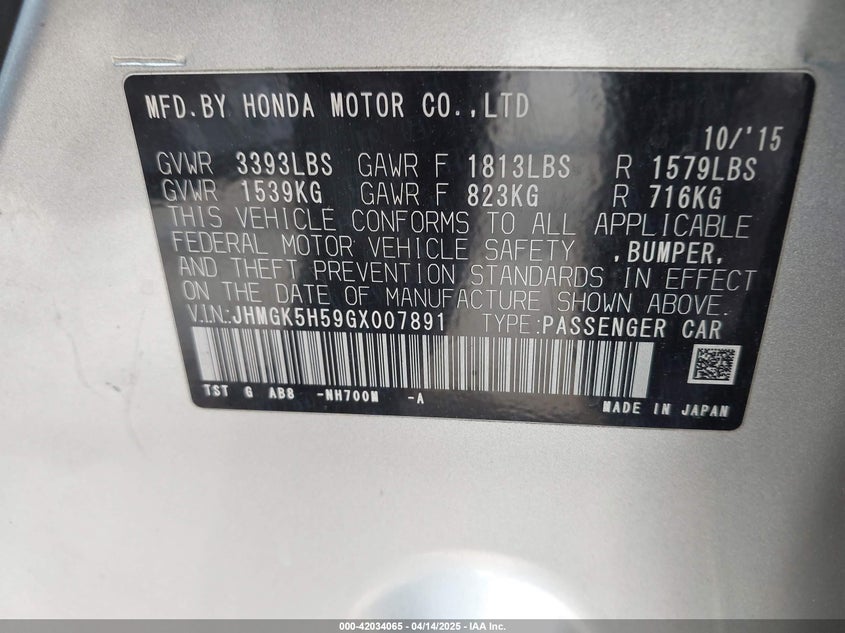 MFD.BY HONDA MOTOR CO.,LTD
10/'15
GVWR 3393LBS GAWR F 1813LBS R 1579LBS
GVWR 1539KG GAWR F 823KG R 716KG
THIS VEHICLE CONFORMS TO ALL APPLICABLE
FEDERAL MOTOR VEHICLE SAFETY ,BUMPER,
AND THEFT PREVENTION STANDARDS IN EFFECT
ON THE DATE OF MANUFACTURE SHOWN ABOVE.
V.I.N.:JHMGK5H59GX007891 TYPE:PASSENGER CAR
TST G AB8 -NH700M -A
MADE IN JAPAN
000-42034065 - 04/14/2025 - IAA Inc.